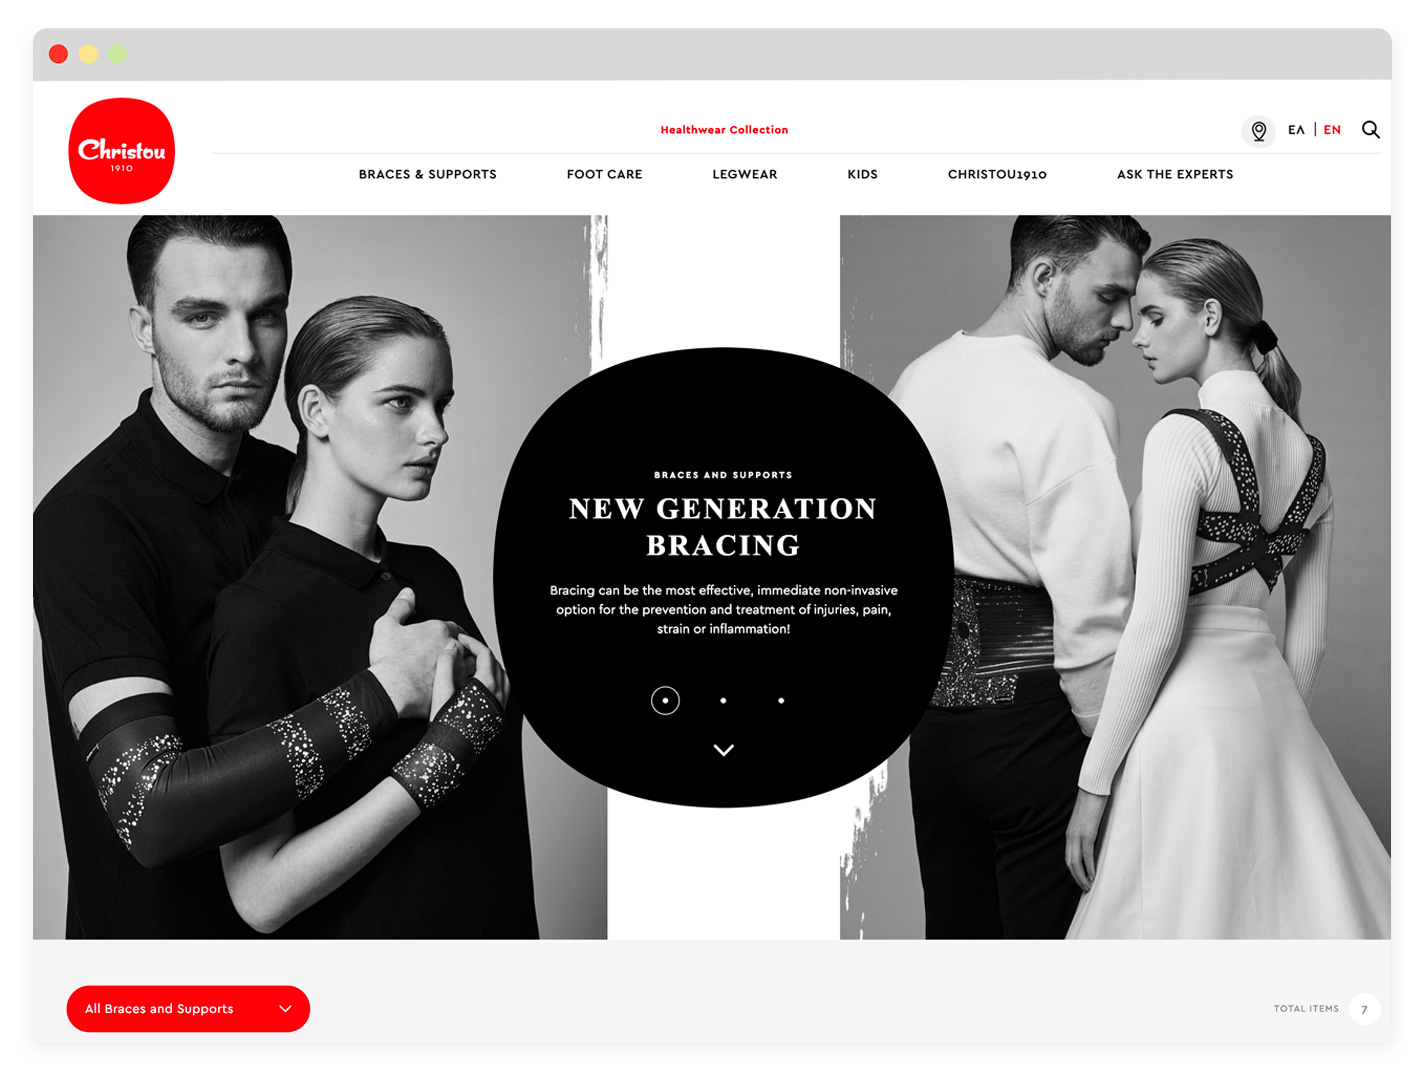 Christou
1910
Healthwear Collection
ΕΛ | EN
BRACES & SUPPORTS
FOOT CARE
LEGWEAR
KIDS
CHRISTOU1910
ASK THE EXPERTS
BRACES AND SUPPORTS
NEW GENERATION
BRACING
Bracing can be the most effective, immediate non-invasive
option for the prevention and treatment of injuries, pain,
strain or inflammation!
All Braces and Supports
TOTAL ITEMS 7